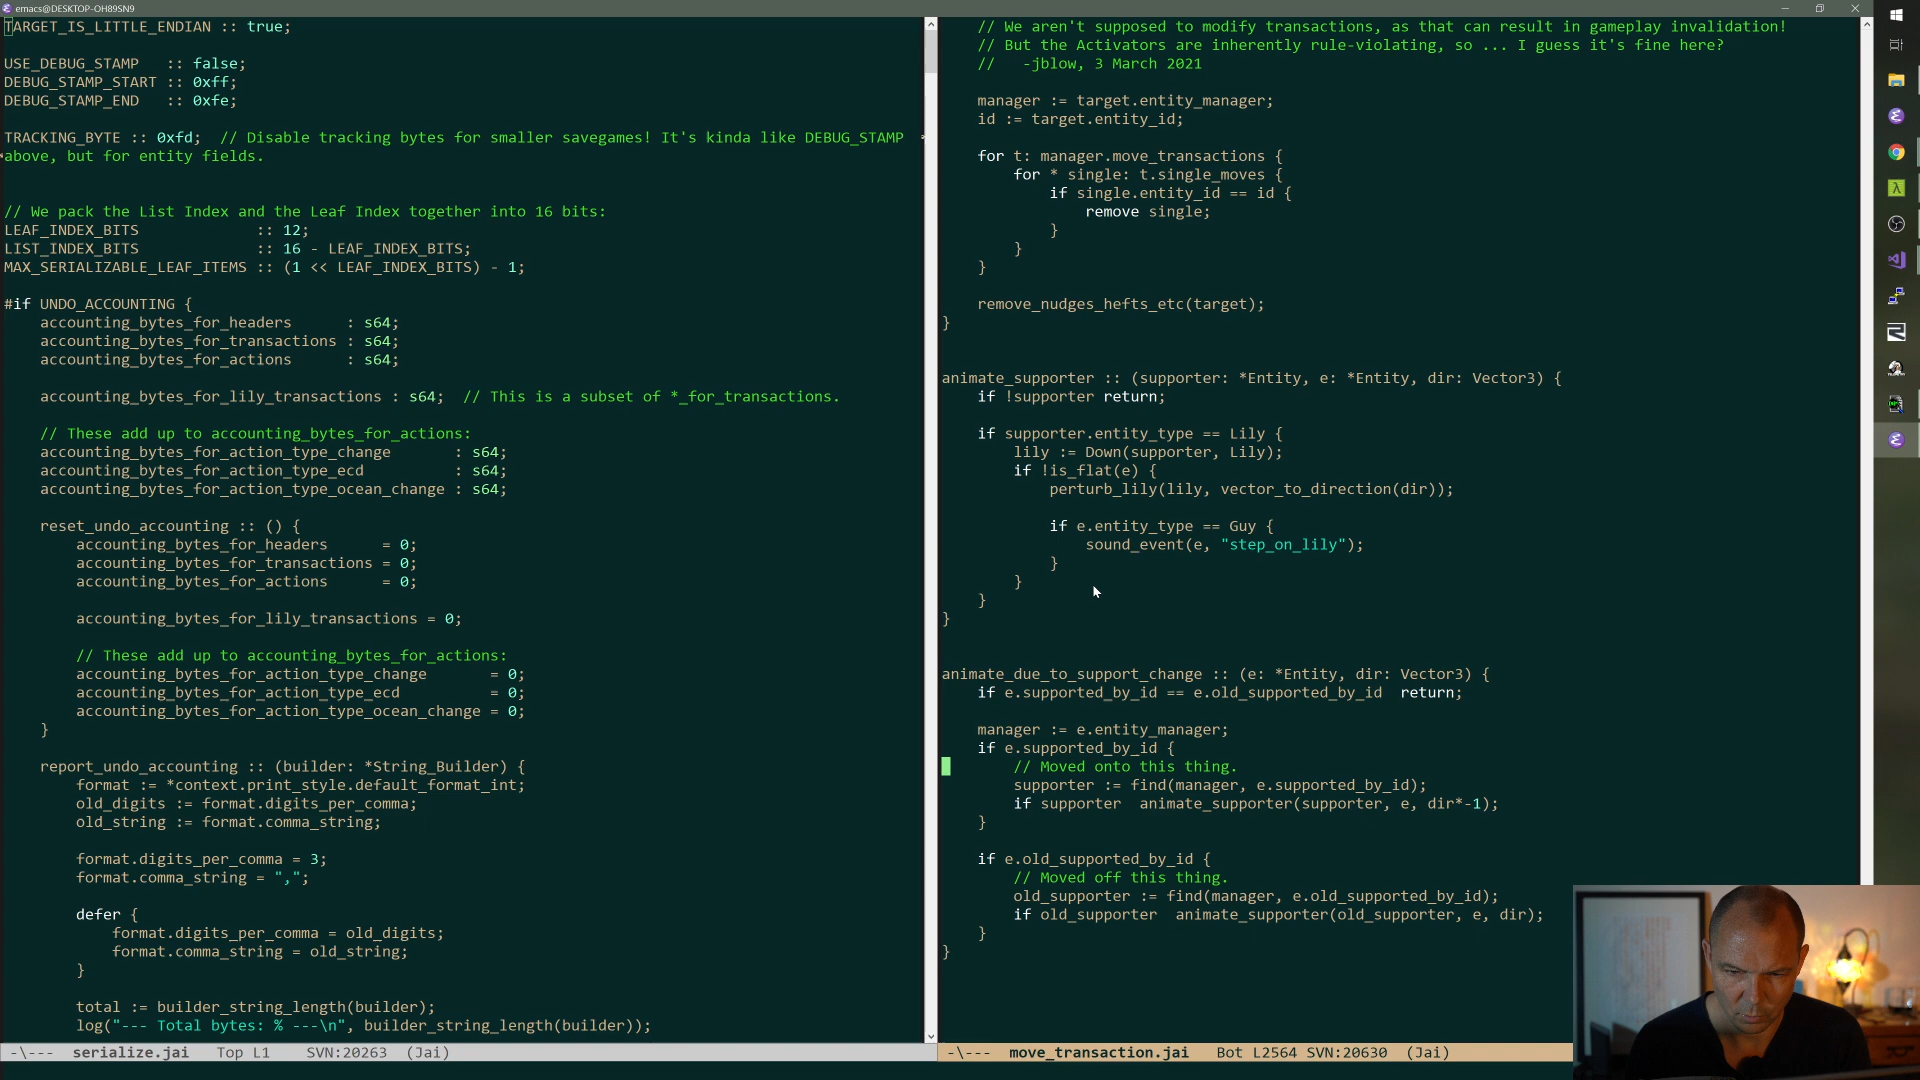 emacs@DESKTOP-OH89SN9
TARGET_IS_LITTLE_ENDIAN :: true;
USE_DEBUG_STAMP   :: false;
DEBUG_STAMP_START :: 0xff;
DEBUG_STAMP_END   :: 0xfe;
TRACKING_BYTE :: 0xfd;  // Disable tracking bytes for smaller savegames! It's kinda like DEBUG_STAMP
above, but for entity fields.
// We pack the List Index and the Leaf Index together into 16 bits:
LEAF_INDEX_BITS             :: 12;
LIST_INDEX_BITS             :: 16 - LEAF_INDEX_BITS;
MAX_SERIALIZABLE_LEAF_ITEMS :: (1 << LEAF_INDEX_BITS) - 1;
#if UNDO_ACCOUNTING {
    accounting_bytes_for_headers      : s64;
    accounting_bytes_for_transactions : s64;
    accounting_bytes_for_actions      : s64;
    accounting_bytes_for_lily_transactions : s64;  // This is a subset of *_for_transactions.
    // These add up to accounting_bytes_for_actions:
    accounting_bytes_for_action_type_change       : s64;
    accounting_bytes_for_action_type_ecd          : s64;
    accounting_bytes_for_action_type_ocean_change : s64;
    reset_undo_accounting :: () {
        accounting_bytes_for_headers      = 0;
        accounting_bytes_for_transactions = 0;
        accounting_bytes_for_actions      = 0;
        accounting_bytes_for_lily_transactions = 0;
        // These add up to accounting_bytes_for_actions:
        accounting_bytes_for_action_type_change       = 0;
        accounting_bytes_for_action_type_ecd          = 0;
        accounting_bytes_for_action_type_ocean_change = 0;
    }
    report_undo_accounting :: (builder: *String_Builder) {
        format := *context.print_style.default_format_int;
        old_digits := format.digits_per_comma;
        old_string := format.comma_string;
        format.digits_per_comma = 3;
        format.comma_string = ",";
        defer {
            format.digits_per_comma = old_digits;
            format.comma_string = old_string;
        }
        total := builder_string_length(builder);
        log("--- Total bytes: % ---\n", builder_string_length(builder));
-\---  serialize.jai   Top L1    SVN:20263  (Jai)
    // We aren't supposed to modify transactions, as that can result in gameplay invalidation!
    // But the Activators are inherently rule-violating, so ... I guess it's fine here?
    //   -jblow, 3 March 2021
    manager := target.entity_manager;
    id := target.entity_id;
    for t: manager.move_transactions {
        for * single: t.single_moves {
            if single.entity_id == id {
                remove single;
            }
        }
    }
    remove_nudges_hefts_etc(target);
}
animate_supporter :: (supporter: *Entity, e: *Entity, dir: Vector3) {
    if !supporter return;
    if supporter.entity_type == Lily {
        lily := Down(supporter, Lily);
        if !is_flat(e) {
            perturb_lily(lily, vector_to_direction(dir));
            if e.entity_type == Guy {
                sound_event(e, "step_on_lily");
            }
        }
    }
}
animate_due_to_support_change :: (e: *Entity, dir: Vector3) {
    if e.supported_by_id == e.old_supported_by_id  return;
    manager := e.entity_manager;
    if e.supported_by_id {
        // Moved onto this thing.
        supporter := find(manager, e.supported_by_id);
        if supporter  animate_supporter(supporter, e, dir*-1);
    }
    if e.old_supported_by_id {
        // Moved off this thing.
        old_supporter := find(manager, e.old_supported_by_id);
        if old_supporter  animate_supporter(old_supporter, e, dir);
    }
}
-\---  move_transaction.jai   Bot L2564 SVN:20630  (Jai)